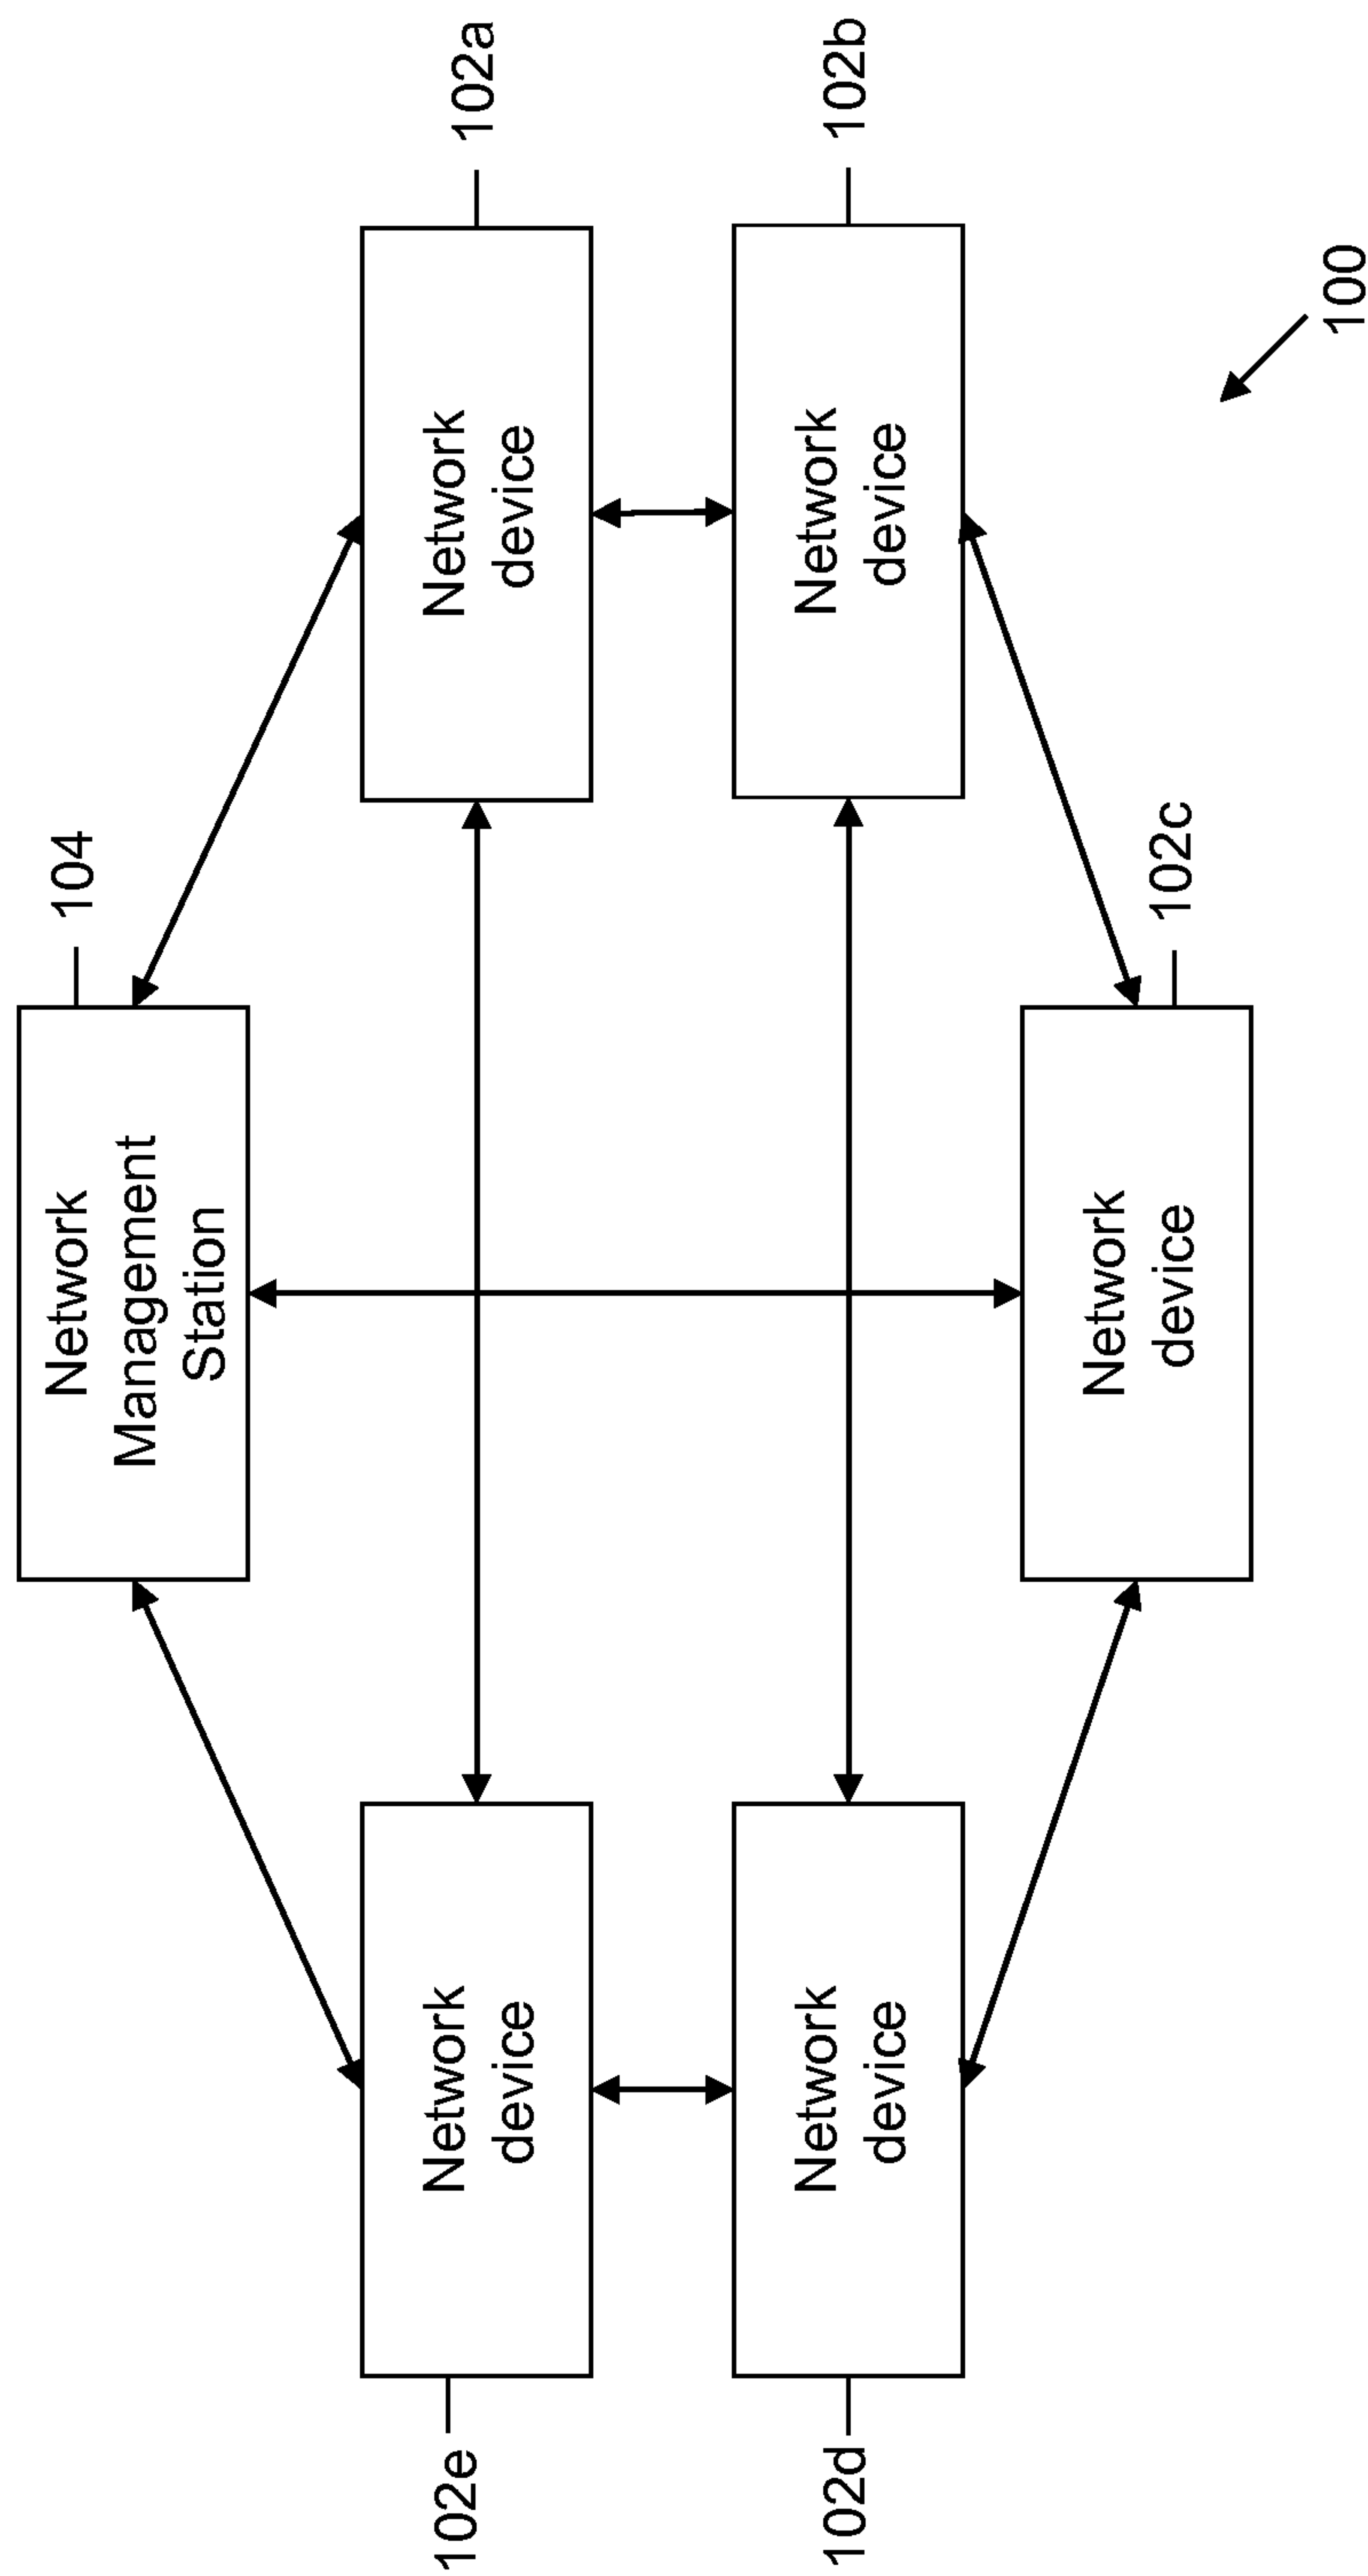 Network
Management
Station
104
Network
device
102e
Network
device
102a
Network
device
102d
Network
device
102b
Network
device
102c
100